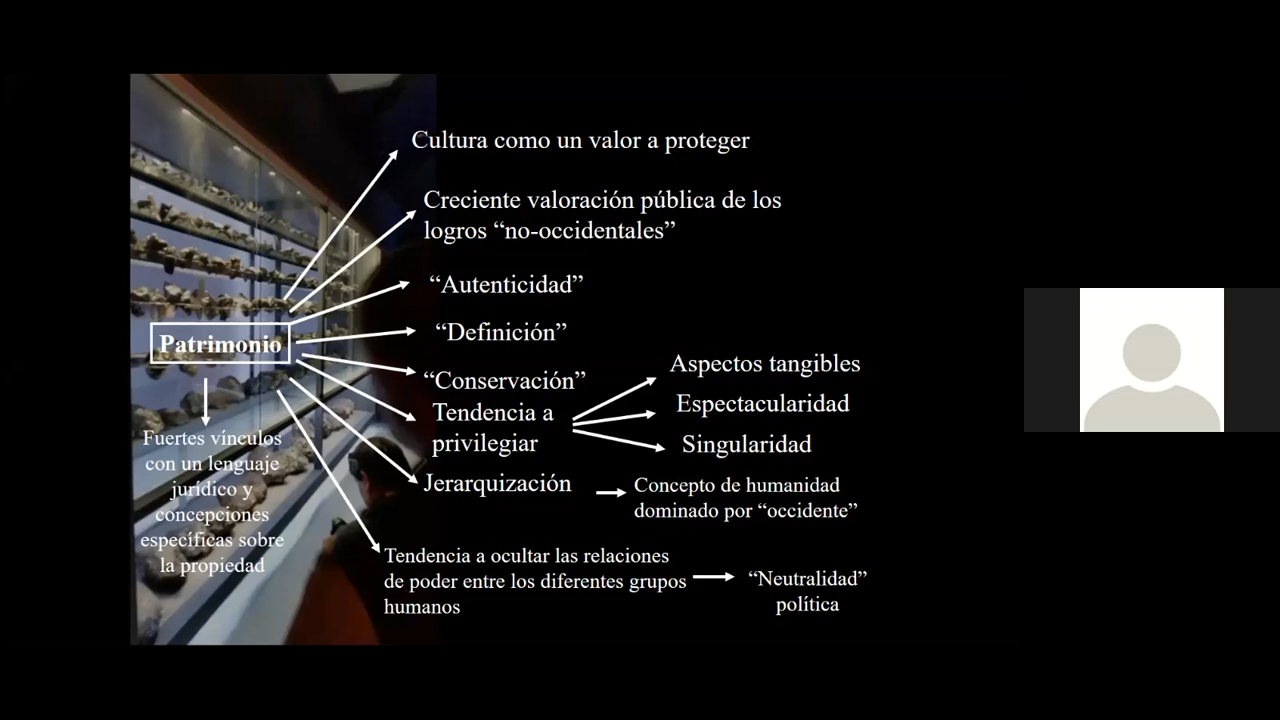 Cultura como un valor a proteger
Creciente valoración pública de los
logros “no-occidentales”
“Autenticidad”
“Definición”
Patrimonio
“Conservación”
Tendencia a
privilegiar
Aspectos tangibles
Espectacularidad
Singularidad
Jerarquización
Concepto de humanidad
dominado por “occidente”
Fuertes vínculos
con un lenguaje
jurídico y
concepciones
específicas sobre
la propiedad
Tendencia a ocultar las relaciones
de poder entre los diferentes grupos
humanos
“Neutralidad”
política